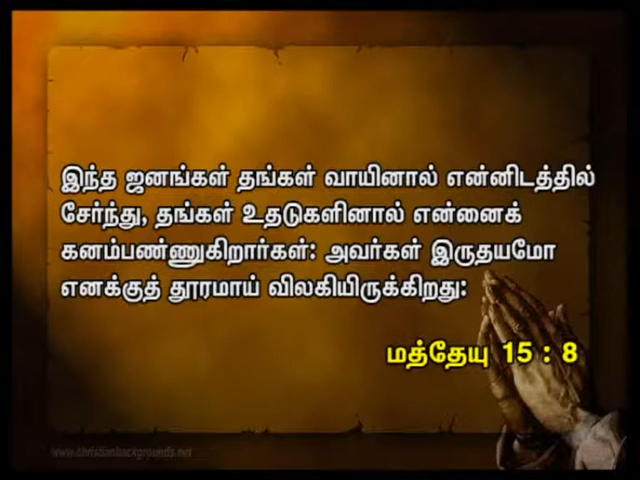 இந்த ஜனங்கள் தங்கள் வாயினால் என்னிடத்தில்
சேர்ந்து, தங்கள் உதடுகளினால் என்னைக்
கனம்பண்ணுகிறார்கள்: அவர்கள் இருதயமோ
எனக்குத் தூரமாய் விலகியிருக்கிறது:
மத்தேயு 15 : 8
www.christianbackgrounds.net